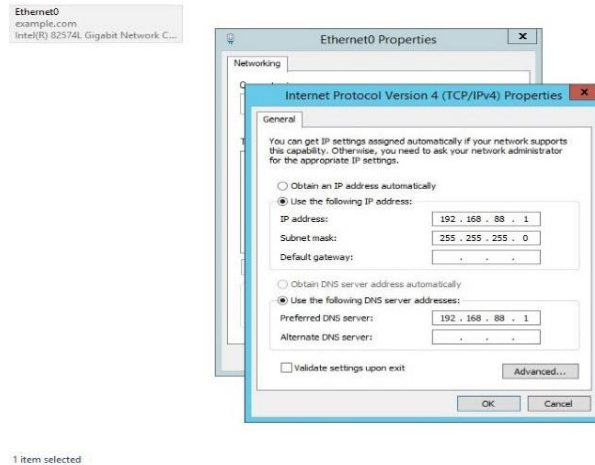 Ethernet0
example.com
Intel(R) 82574L Gigabit Network C...
Ethernet0 Properties
x
Networking
Internet Protocol Version 4 (TCP/IPv4) Properties
x
General
You can get IP settings assigned automatically if your network supports
this capability. Otherwise, you need to ask your network administrator
for the appropriate IP settings.
Obtain an IP address automatically
Use the following IP address:
IP address: 192 . 168 . 88 . 1
Subnet mask: 255 . 255 . 255 . 0
Default gateway: . . .
Obtain DNS server address automatically
Use the following DNS server addresses:
Preferred DNS server: 192 . 168 . 88 . 1
Alternate DNS server: . . .
Validate settings upon exit
Advanced...
OK Cancel
1 item selected